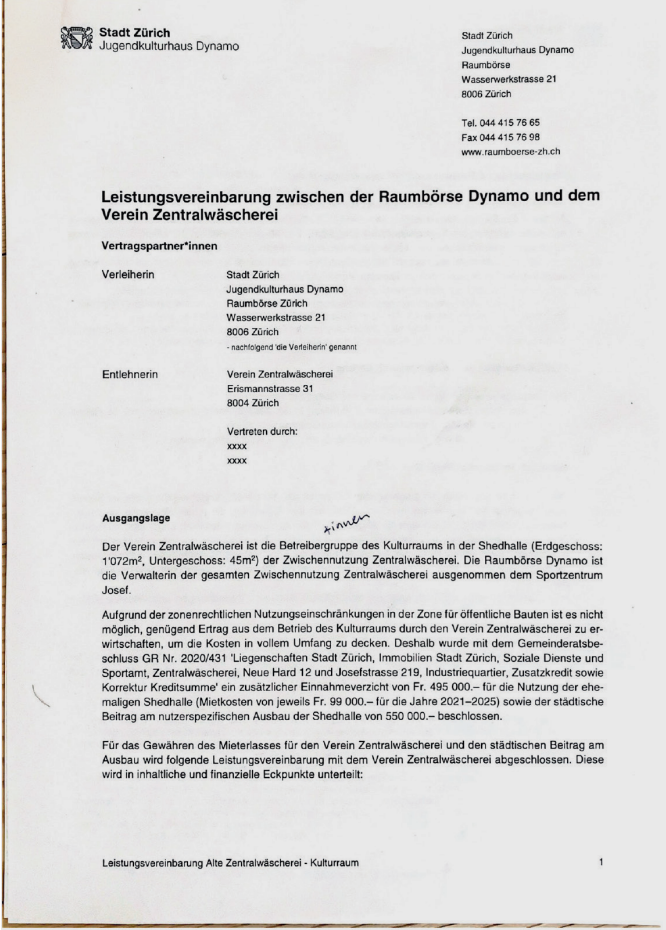 Stadt Zürich
Jugendkulturhaus Dynamo
Stadt Zürich
Jugendkulturhaus Dynamo
Raumbörse
Wasserwerkstrasse 21
8006 Zürich
Tel. 044 415 76 65
Fax 044 415 76 98
www.raumboerse-zh.ch
Leistungsvereinbarung zwischen der Raumbörse Dynamo und dem
Verein Zentralwäscherei
Vertragspartner*innen
Verleiherin
Stadt Zürich
Jugendkulturhaus Dynamo
Raumbörse Zürich
Wasserwerkstrasse 21
8006 Zürich
- nachfolgend 'die Verleiherin' genannt
Entlehnerin
Verein Zentralwäscherei
Erismannstrasse 31
8004 Zürich
Vertreten durch:
xxxx
xxxx
Ausgangslage
*innen
Der Verein Zentralwäscherei ist die Betreibergruppe des Kulturraums in der Shedhalle (Erdgeschoss:
1'072m², Untergeschoss: 45m²) der Zwischennutzung Zentralwäscherei. Die Raumbörse Dynamo ist
die Verwalterin der gesamten Zwischennutzung Zentralwäscherei ausgenommen dem Sportzentrum
Josef.
Aufgrund der zonenrechtlichen Nutzungseinschränkungen in der Zone für öffentliche Bauten ist es nicht
möglich, genügend Ertrag aus dem Betrieb des Kulturraums durch den Verein Zentralwäscherei zu er-
wirtschaften, um die Kosten in vollem Umfang zu decken. Deshalb wurde mit dem Gemeinderatsbe-
schluss GR Nr. 2020/431 'Liegenschaften Stadt Zürich, Immobilien Stadt Zürich, Soziale Dienste und
Sportamt, Zentralwäscherei, Neue Hard 12 und Josefstrasse 219, Industriequartier, Zusatzkredit sowie
Korrektur Kreditsumme' ein zusätzlicher Einnahmeverzicht von Fr. 495 000.– für die Nutzung der ehe-
maligen Shedhalle (Mietkosten von jeweils Fr. 99 000.– für die Jahre 2021–2025) sowie der städtische
Beitrag am nutzerspezifischen Ausbau der Shedhalle von 550 000.– beschlossen.
Für das Gewähren des Mieterlasses für den Verein Zentralwäscherei und den städtischen Beitrag am
Ausbau wird folgende Leistungsvereinbarung mit dem Verein Zentralwäscherei abgeschlossen. Diese
wird in inhaltliche und finanzielle Eckpunkte unterteilt:
Leistungsvereinbarung Alte Zentralwäscherei - Kulturraum
1